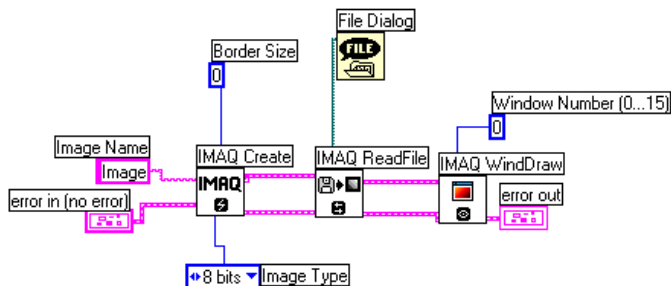 File Dialog
FILE
Border Size
0
Window Number (0...15)
0
Image Name
Image
IMAQ Create
IMAQ
IMAQ ReadFile
IMAQ WindDraw
error in (no error)
error out
8 bits
Image Type